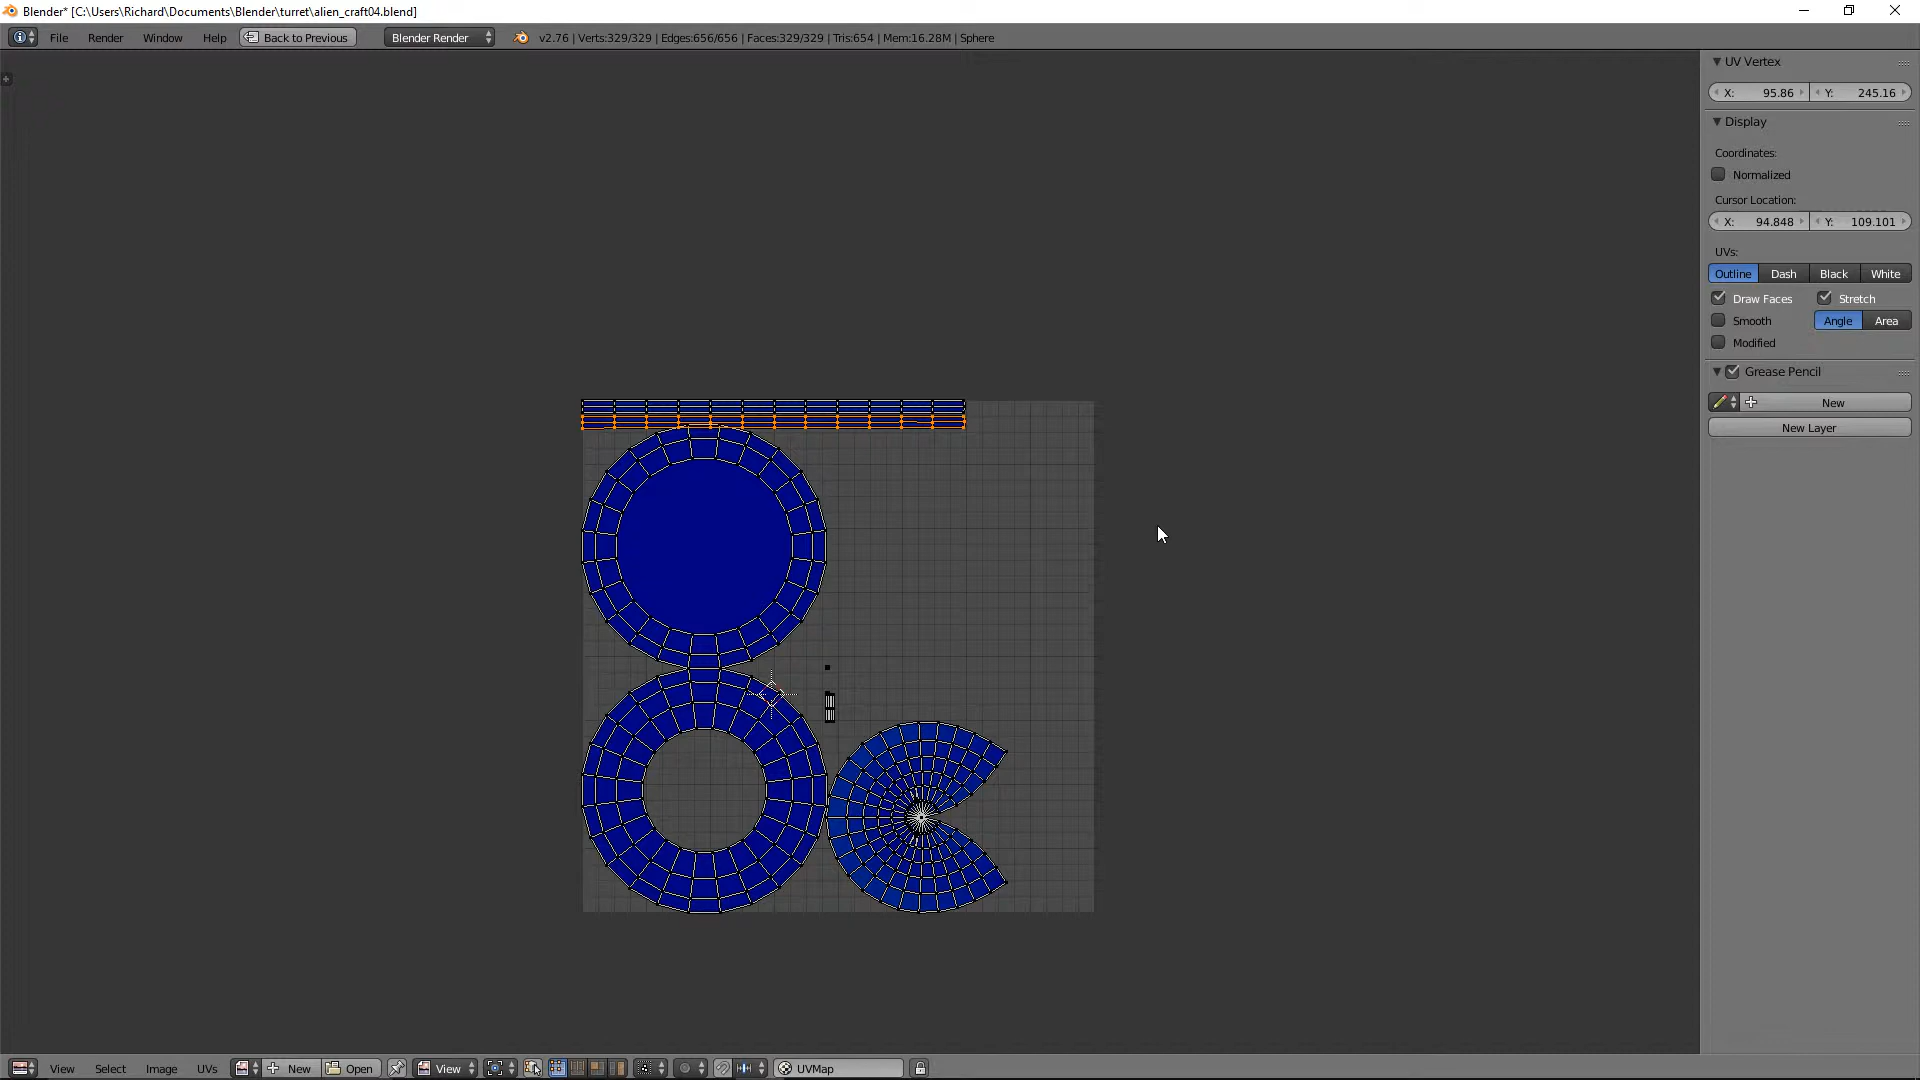 Blender* [C:\Users\Richard\Documents\Blender\turret\alien_craft04.blend]
File Render Window Help Back to Previous Blender Render v2.76 | Verts:329/329 | Edges:656/656 | Faces:329/329 | Tris:654 | Mem:16.28M | Sphere
UV Vertex
X: 95.86 Y: 245.16
Display
Coordinates:
Normalized
Cursor Location:
X: 94.848 Y: 109.101
UVs:
Outline Dash Black White
Draw Faces Stretch
Smooth Angle Area
Modified
Grease Pencil
New
New Layer
View Select Image UVs New Open View UVMap